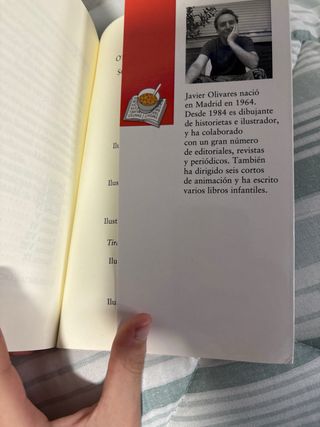 Javier Olivares nació
en Madrid en 1964.
Desde 1984 es dibujante
de historietas e ilustrador,
y ha colaborado
con un gran número
de editoriales, revistas
y periódicos. También
ha dirigido seis cortos
de animación y ha escrito
varios libros infantiles.